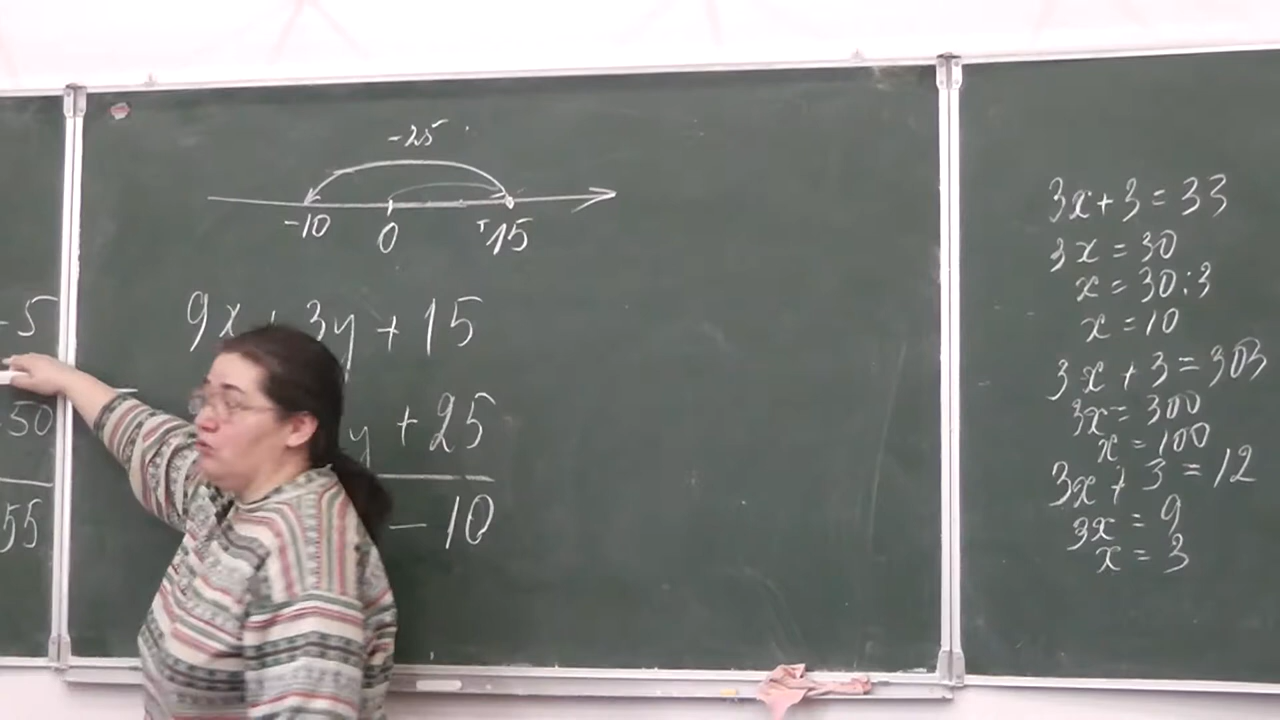 -5
50
55
-25
-10 0 +15
9x + 3y + 15
y + 25
- 10
3x + 3 = 33
3x = 30
x = 30 : 3
x = 10
3x + 3 = 303
3x = 300
x = 100
3x + 3 = 12
3x = 9
x = 3